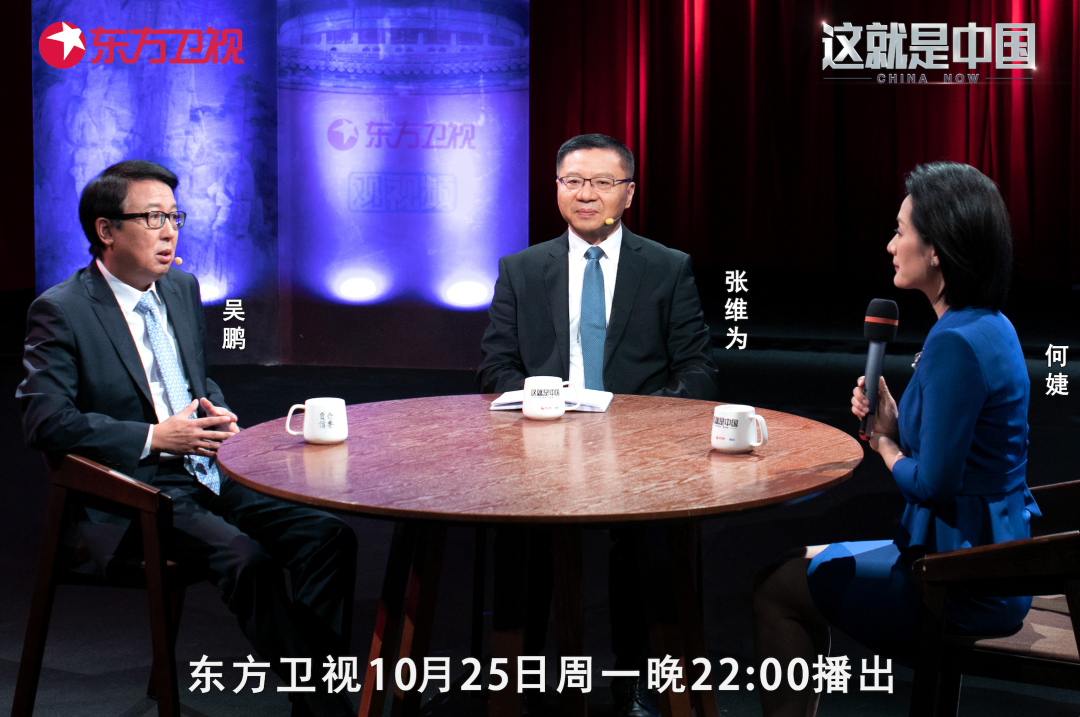 东方卫视
这就是中国
CHINA NOW
东方卫视
观视频
吴鹏
张维为
何婕
这就是中国
就是中国
东方卫视10月25日周一晚22:00播出